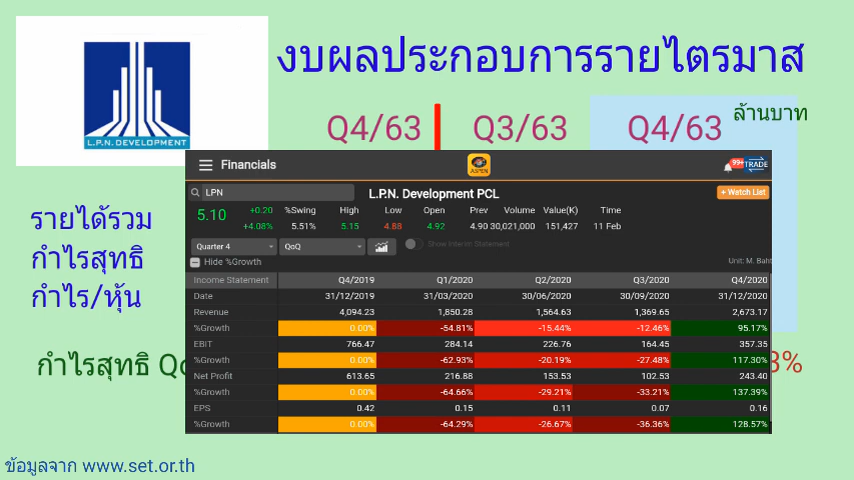 งบผลประกอบการรายไตรมาส
L.P.N. DEVELOPMENT
Q4/63 Q3/63 Q4/63 ล้านบาท
Financials
ASPEN
99+ TRADE
LPN
L.P.N. Development PCL
+ Watch List
5.10 +0.20 %Swing High Low Open Prev Volume Value(K) Time
+4.08% 5.51% 5.15 4.88 4.92 4.90 30,021,000 151,427 11 Feb
Quarter 4 QoQ Show Interim Statement
Hide %Growth Unit: M. Baht
Income Statement Q4/2019 Q1/2020 Q2/2020 Q3/2020 Q4/2020
Date 31/12/2019 31/03/2020 30/06/2020 30/09/2020 31/12/2020
Revenue 4,094.23 1,850.28 1,564.63 1,369.65 2,673.17
%Growth 0.00% -54.81% -15.44% -12.46% 95.17%
EBIT 766.47 284.14 226.76 164.45 357.35
%Growth 0.00% -62.93% -20.19% -27.48% 117.30%
Net Profit 613.65 216.88 153.53 102.53 243.40
%Growth 0.00% -64.66% -29.21% -33.21% 137.39%
EPS 0.42 0.15 0.11 0.07 0.16
%Growth 0.00% -64.29% -26.67% -36.36% 128.57%
รายได้รวม
กำไรสุทธิ
กำไร/หุ้น
กำไรสุทธิ
ข้อมูลจาก www.set.or.th